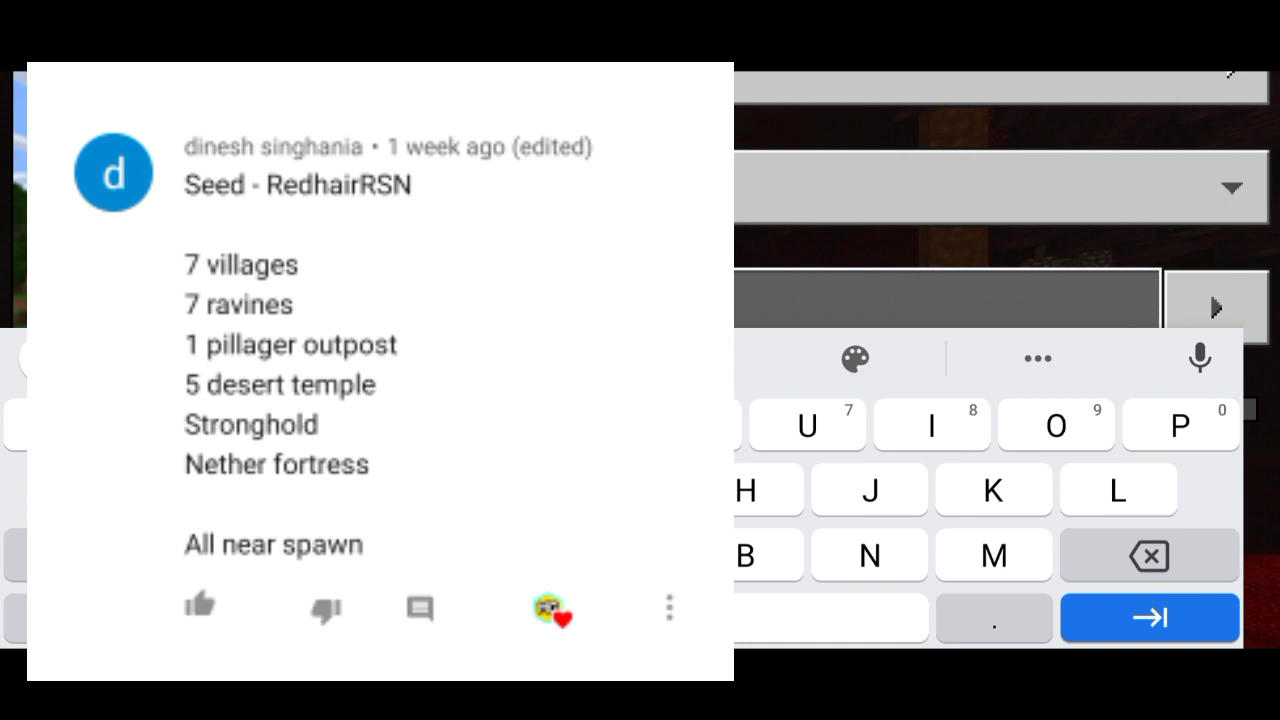 d
dinesh singhania • 1 week ago (edited)
Seed - RedhairRSN
7 villages
7 ravines
1 pillager outpost
5 desert temple
Stronghold
Nether fortress
All near spawn
U 7 I 8 O 9 P 0
H J K L
B N M
.